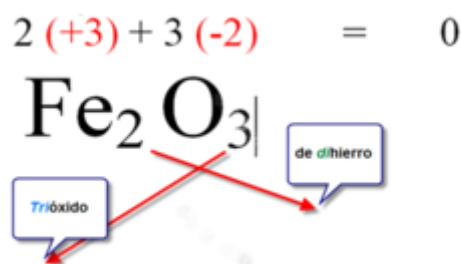 2 (+3) + 3 (-2) = 0
Fe₂ O₃
de dihierro
Trióxido